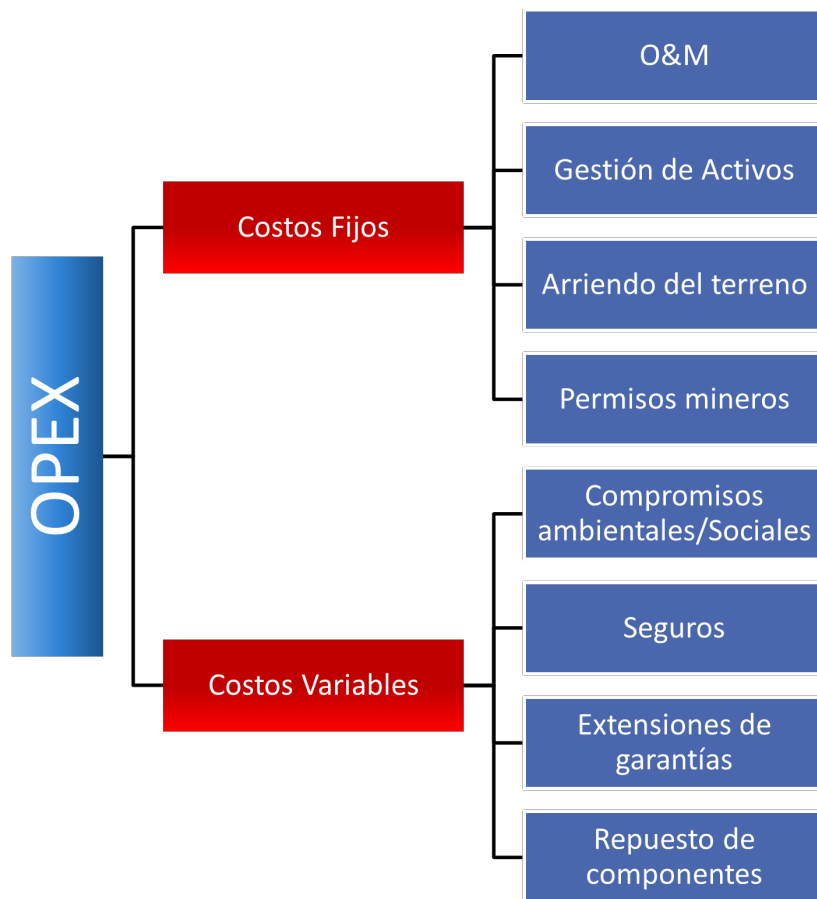 OPEX
Costos Fijos
O&M
Gestión de Activos
Arriendo del terreno
Permisos mineros
Costos Variables
Compromisos
ambientales/Sociales
Seguros
Extensiones de
garantías
Repuesto de
componentes